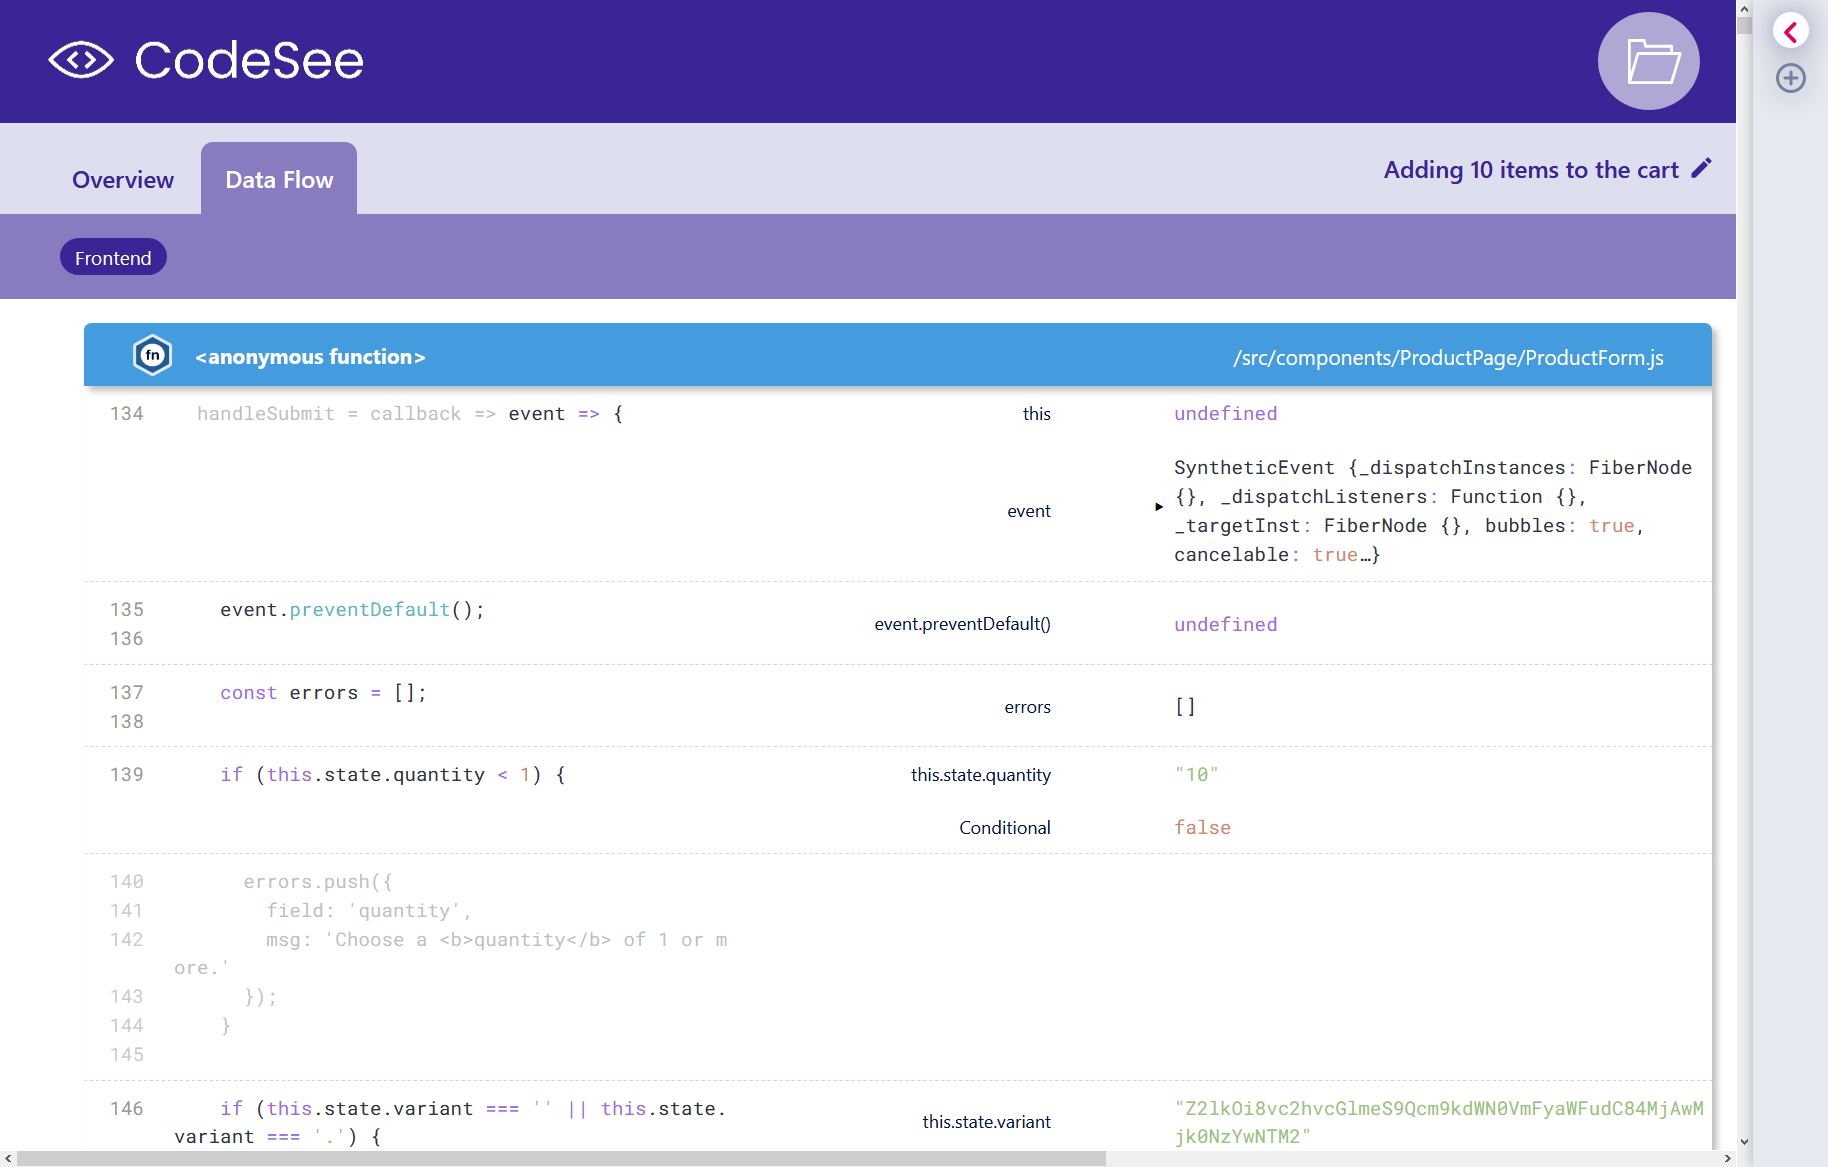 CodeSee
Overview
Data Flow
Adding 10 items to the cart
Frontend
fn
<anonymous function>
/src/components/ProductPage/ProductForm.js
134 handleSubmit = callback => event => {
this
undefined
event
SyntheticEvent {_dispatchInstances: FiberNode
{}, _dispatchListeners: Function {},
_targetInst: FiberNode {}, bubbles: true,
cancelable: true…}
135 event.preventDefault();
136
event.preventDefault()
undefined
137 const errors = [];
138
errors
[]
139 if (this.state.quantity < 1) {
this.state.quantity
"10"
Conditional
false
140 errors.push({
141 field: 'quantity',
142 msg: 'Choose a <b>quantity</b> of 1 or m
ore.'
143 });
144 }
145
146 if (this.state.variant === '' || this.state.
variant === '.') {
this.state.variant
"Z2lkOi8vc2hvcGlmeS9Qcm9kdWN0VmFyaWFudC84MjAwM
jk0NzYwNTM2"